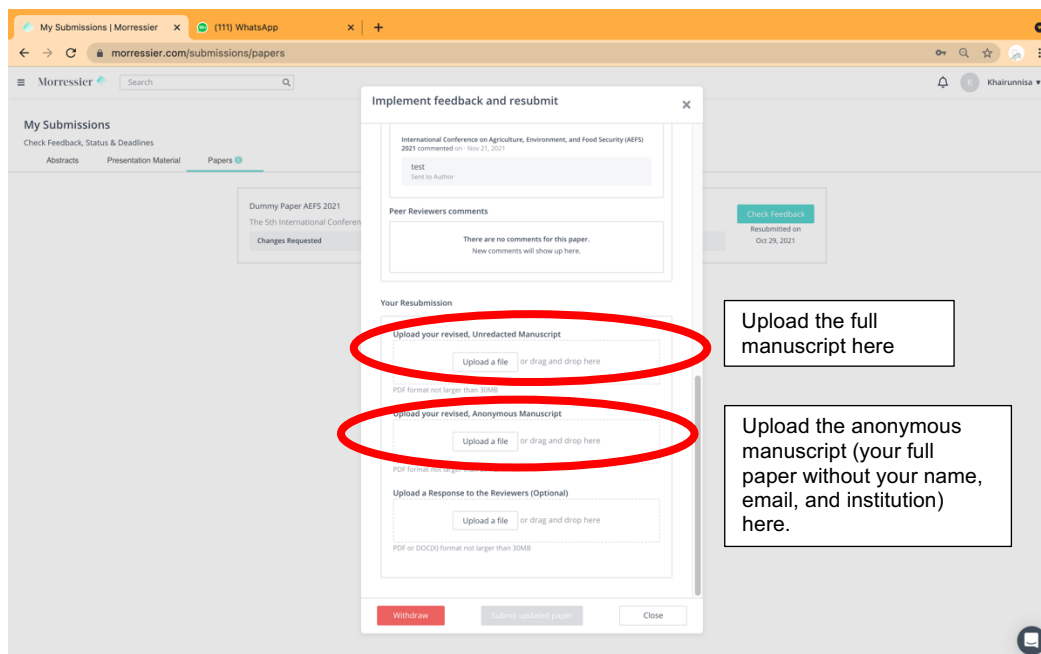 My Submissions | Morressier
(111) WhatsApp
morressier.com/submissions/papers
Morressier
Search
K
Khairunnisa
My Submissions
Check Feedback, Status & Deadlines
Abstracts
Presentation Material
Papers
Dummy Paper AEFS 2021
The 5th International Conferen
Changes Requested
Check Feedback
Resubmitted on
Oct 29, 2021
Implement feedback and resubmit
International Conference on Agriculture, Environment, and Food Security (AEFS)
2021 commented on - Nov 21, 2021
test
Sent to Author
Peer Reviewers comments
There are no comments for this paper.
New comments will show up here.
Your Resubmission
Upload your revised, Unredacted Manuscript
Upload a file or drag and drop here
PDF format not larger than 30MB
Upload your revised, Anonymous Manuscript
Upload a file or drag and drop here
PDF format not larger than
Upload a Response to the Reviewers (Optional)
Upload a file or drag and drop here
PDF or DOC(X) format not larger than 30MB
Withdraw
Submit updated paper
Close
Upload the full
manuscript here
Upload the anonymous
manuscript (your full
paper without your name,
email, and institution)
here.